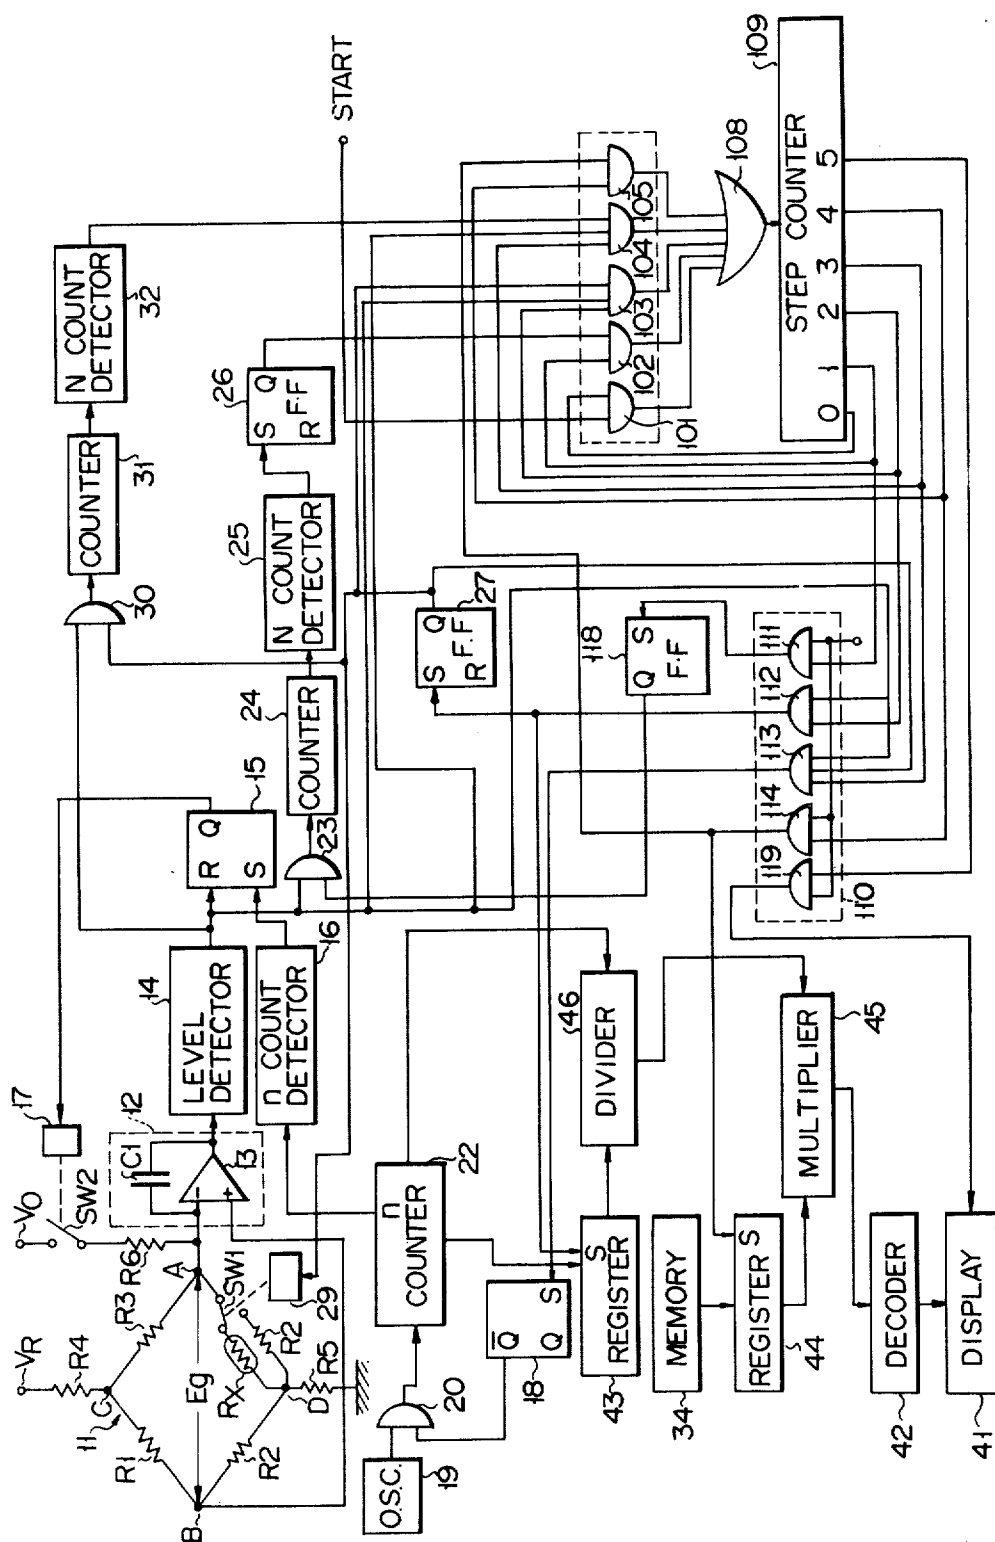 VR
R4
C
11
R1
R3
Eg
B
A
R2
RX
R2
D
R5
SW1
29
R6
VO
SW2
17
12
C1
13
-
+
LEVEL
DETECTOR
14
n COUNT
DETECTOR
16
R Q
S
15
23
COUNTER
24
N COUNT
DETECTOR
25
S Q
R F·F
26
30
COUNTER
31
N COUNT
DETECTOR
32
START
O.S.C.
19
20
n
COUNTER
22
Q̅ S
Q
18
S
REGISTER
43
DIVIDER
46
MEMORY
34
S
REGISTER
44
MULTIPLIER
45
DECODER
42
DISPLAY
41
S Q
R F·F
27
Q S
F·F
118
111
112
113
114
119
110
101
102
103
104
105
108
STEP COUNTER
0 1 2 3 4 5
109